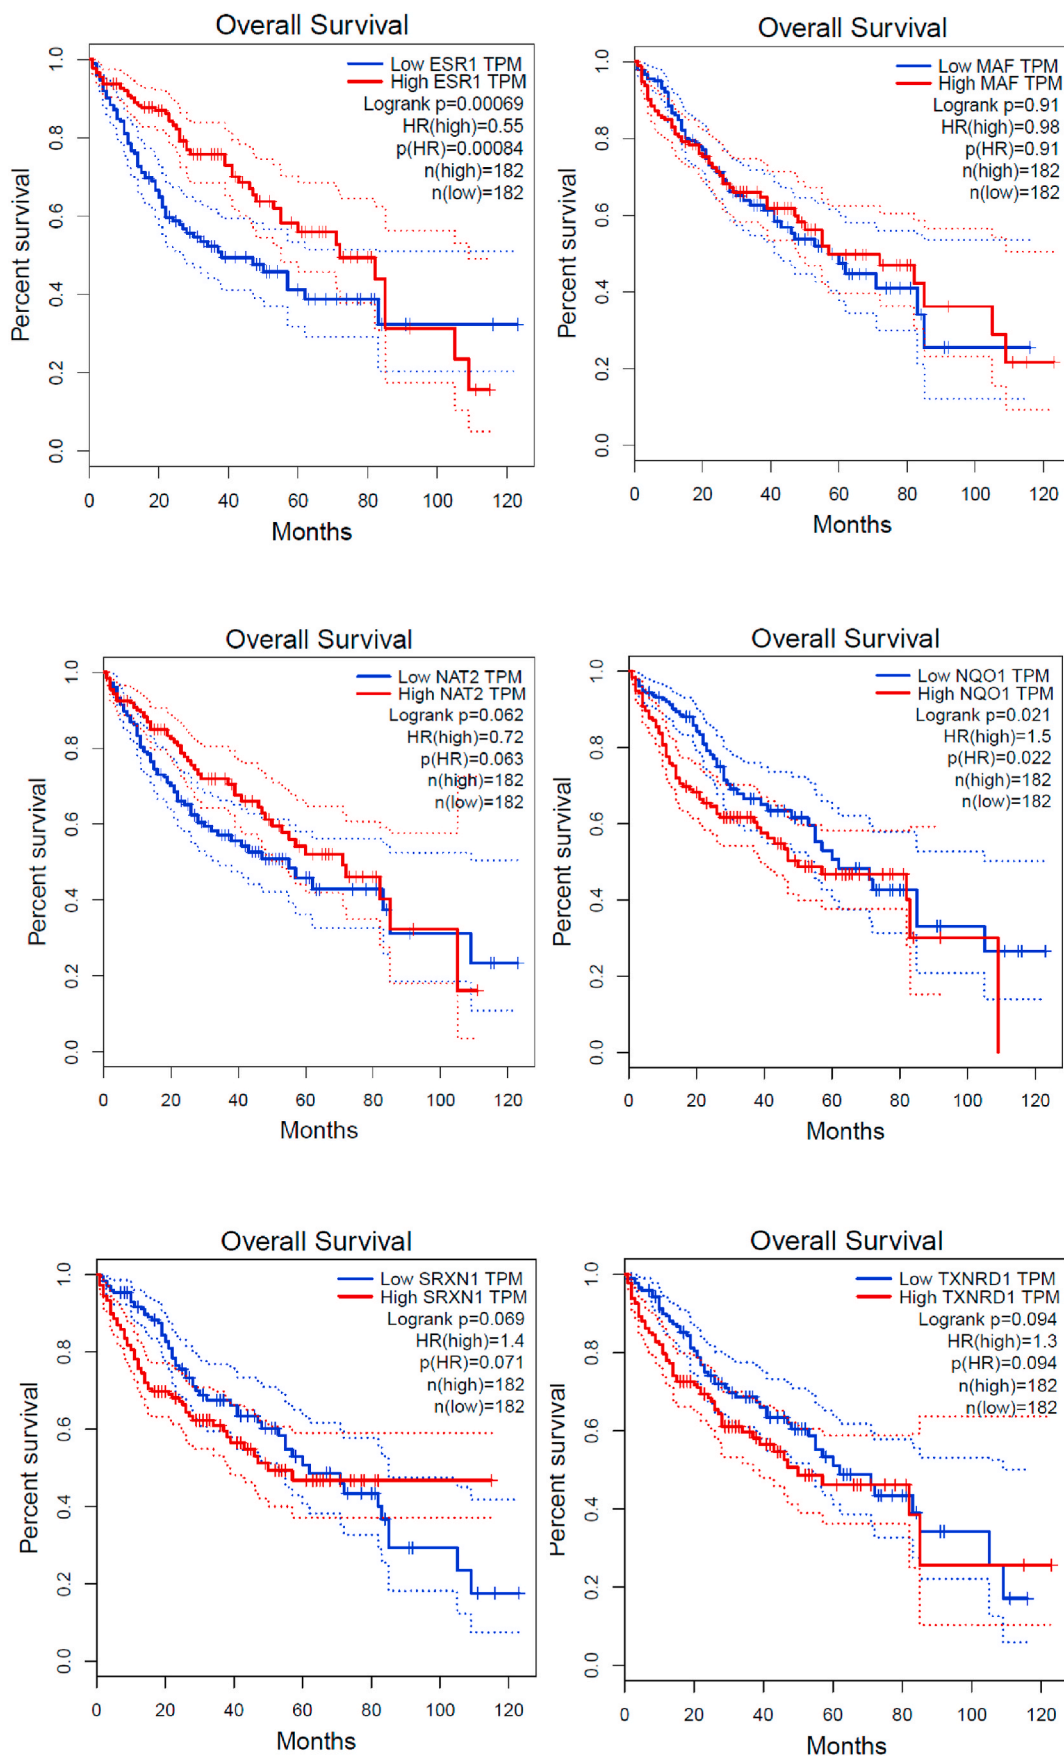 Overall Survival
Low ESR1 TPM
High ESR1 TPM
Logrank p=0.00069
HR(high)=0.55
p(HR)=0.00084
n(high)=182
n(low)=182
Percent survival
1.0
0.8
0.6
0.4
0.2
0.0
0 20 40 60 80 100 120
Months
Overall Survival
Low MAF TPM
High MAF TPM
Logrank p=0.91
HR(high)=0.98
p(HR)=0.91
n(high)=182
n(low)=182
Percent survival
1.0
0.8
0.6
0.4
0.2
0.0
0 20 40 60 80 100 120
Months
Overall Survival
Low NAT2 TPM
High NAT2 TPM
Logrank p=0.062
HR(high)=0.72
p(HR)=0.063
n(high)=182
n(low)=182
Percent survival
1.0
0.8
0.6
0.4
0.2
0.0
0 20 40 60 80 100 120
Months
Overall Survival
Low NQO1 TPM
High NQO1 TPM
Logrank p=0.021
HR(high)=1.5
p(HR)=0.022
n(high)=182
n(low)=182
Percent survival
1.0
0.8
0.6
0.4
0.2
0.0
0 20 40 60 80 100 120
Months
Overall Survival
Low SRXN1 TPM
High SRXN1 TPM
Logrank p=0.069
HR(high)=1.4
p(HR)=0.071
n(high)=182
n(low)=182
Percent survival
1.0
0.8
0.6
0.4
0.2
0.0
0 20 40 60 80 100 120
Months
Overall Survival
Low TXNRD1 TPM
High TXNRD1 TPM
Logrank p=0.094
HR(high)=1.3
p(HR)=0.094
n(high)=182
n(low)=182
Percent survival
1.0
0.8
0.6
0.4
0.2
0.0
0 20 40 60 80 100 120
Months